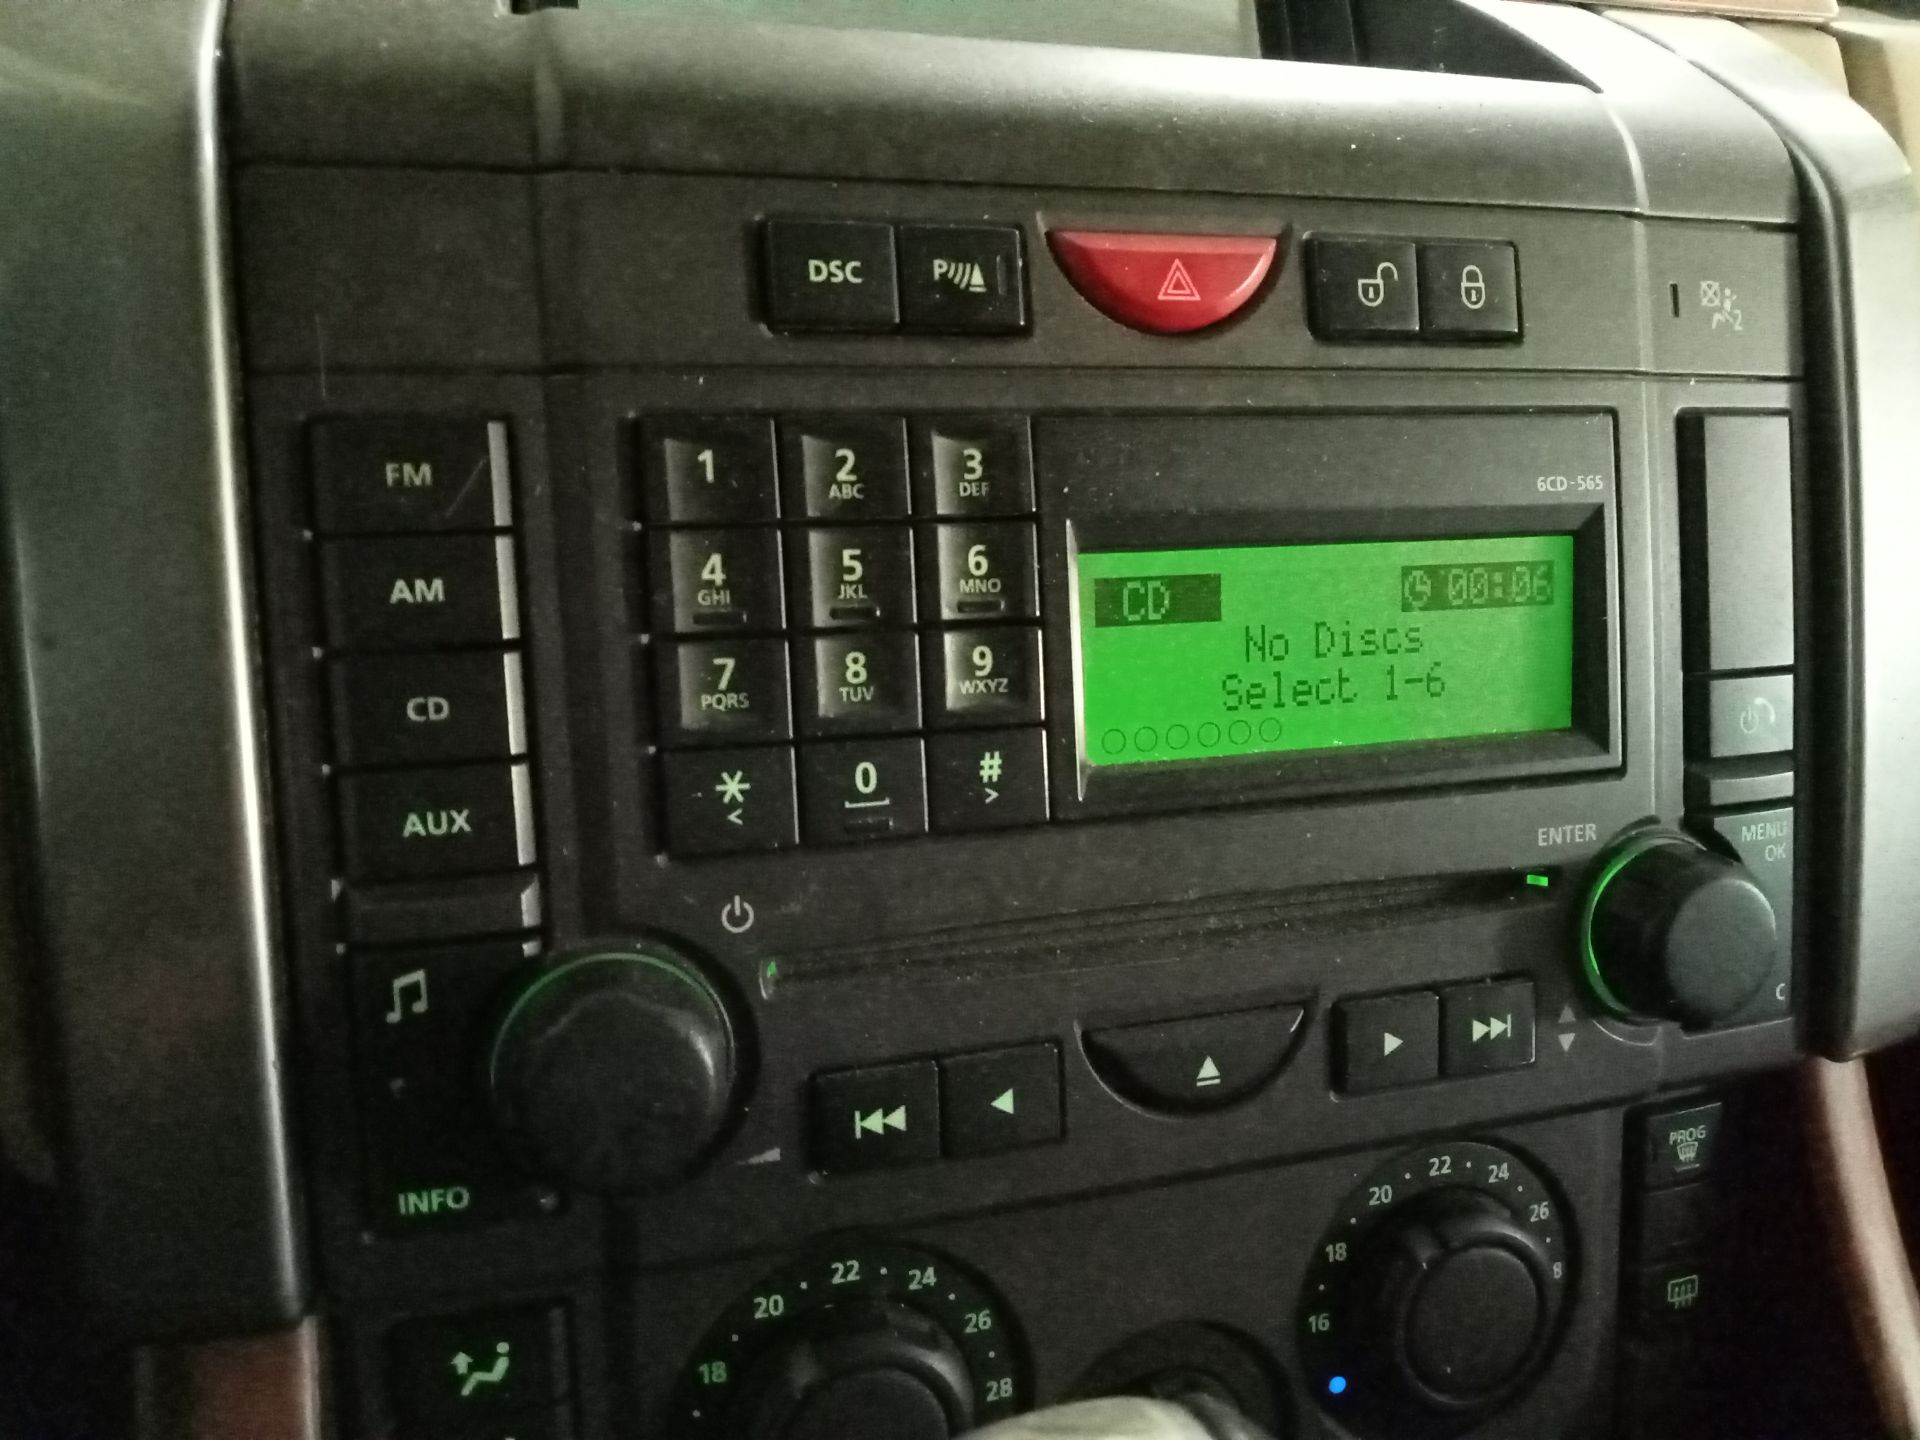 DSC
P
2
FM
AM
CD
AUX
INFO
1
2
ABC
3
DEF
4
GHI
5
JKL
6
MNO
7
PQRS
8
TUV
9
WXYZ
*
<
0
#
>
6CD-565
CD 00:06
No Discs
Select 1-6
ENTER
MENU
OK
C
PROG
18 20 22 24 26 28
16 18 20 22 24 26 8